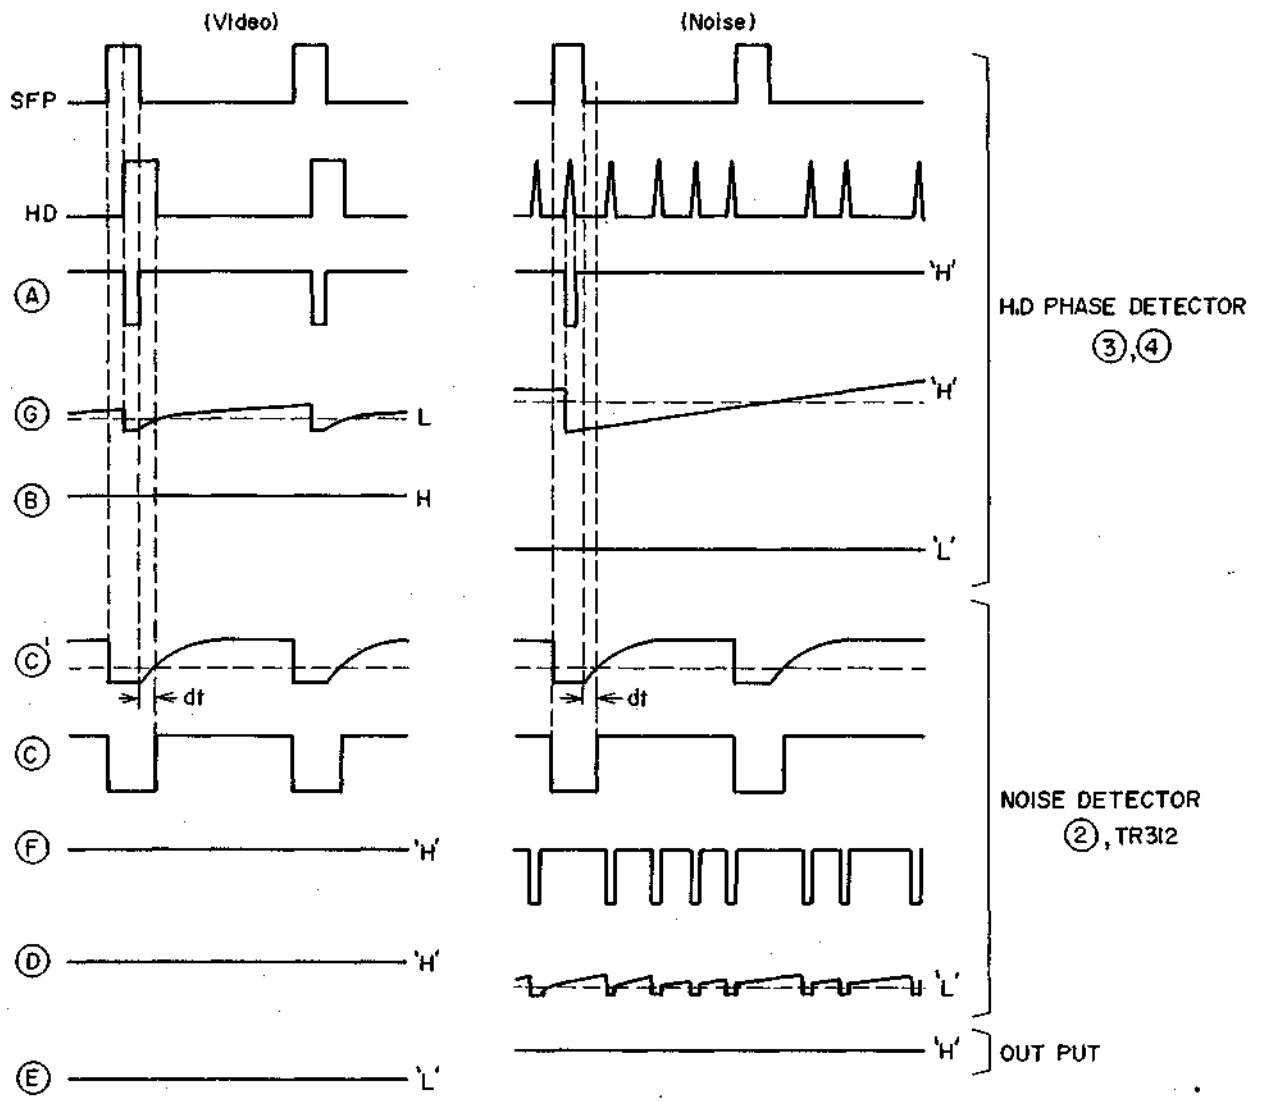 (Video)
(Noise)
SFP
HD
A
'H'
H.D PHASE DETECTOR
3, 4
G
L
'H'
B
H
'L'
C'
dt
dt
C
NOISE DETECTOR
2, TR312
F
'H'
D
'H'
'L'
'H'
OUT PUT
E
'L'